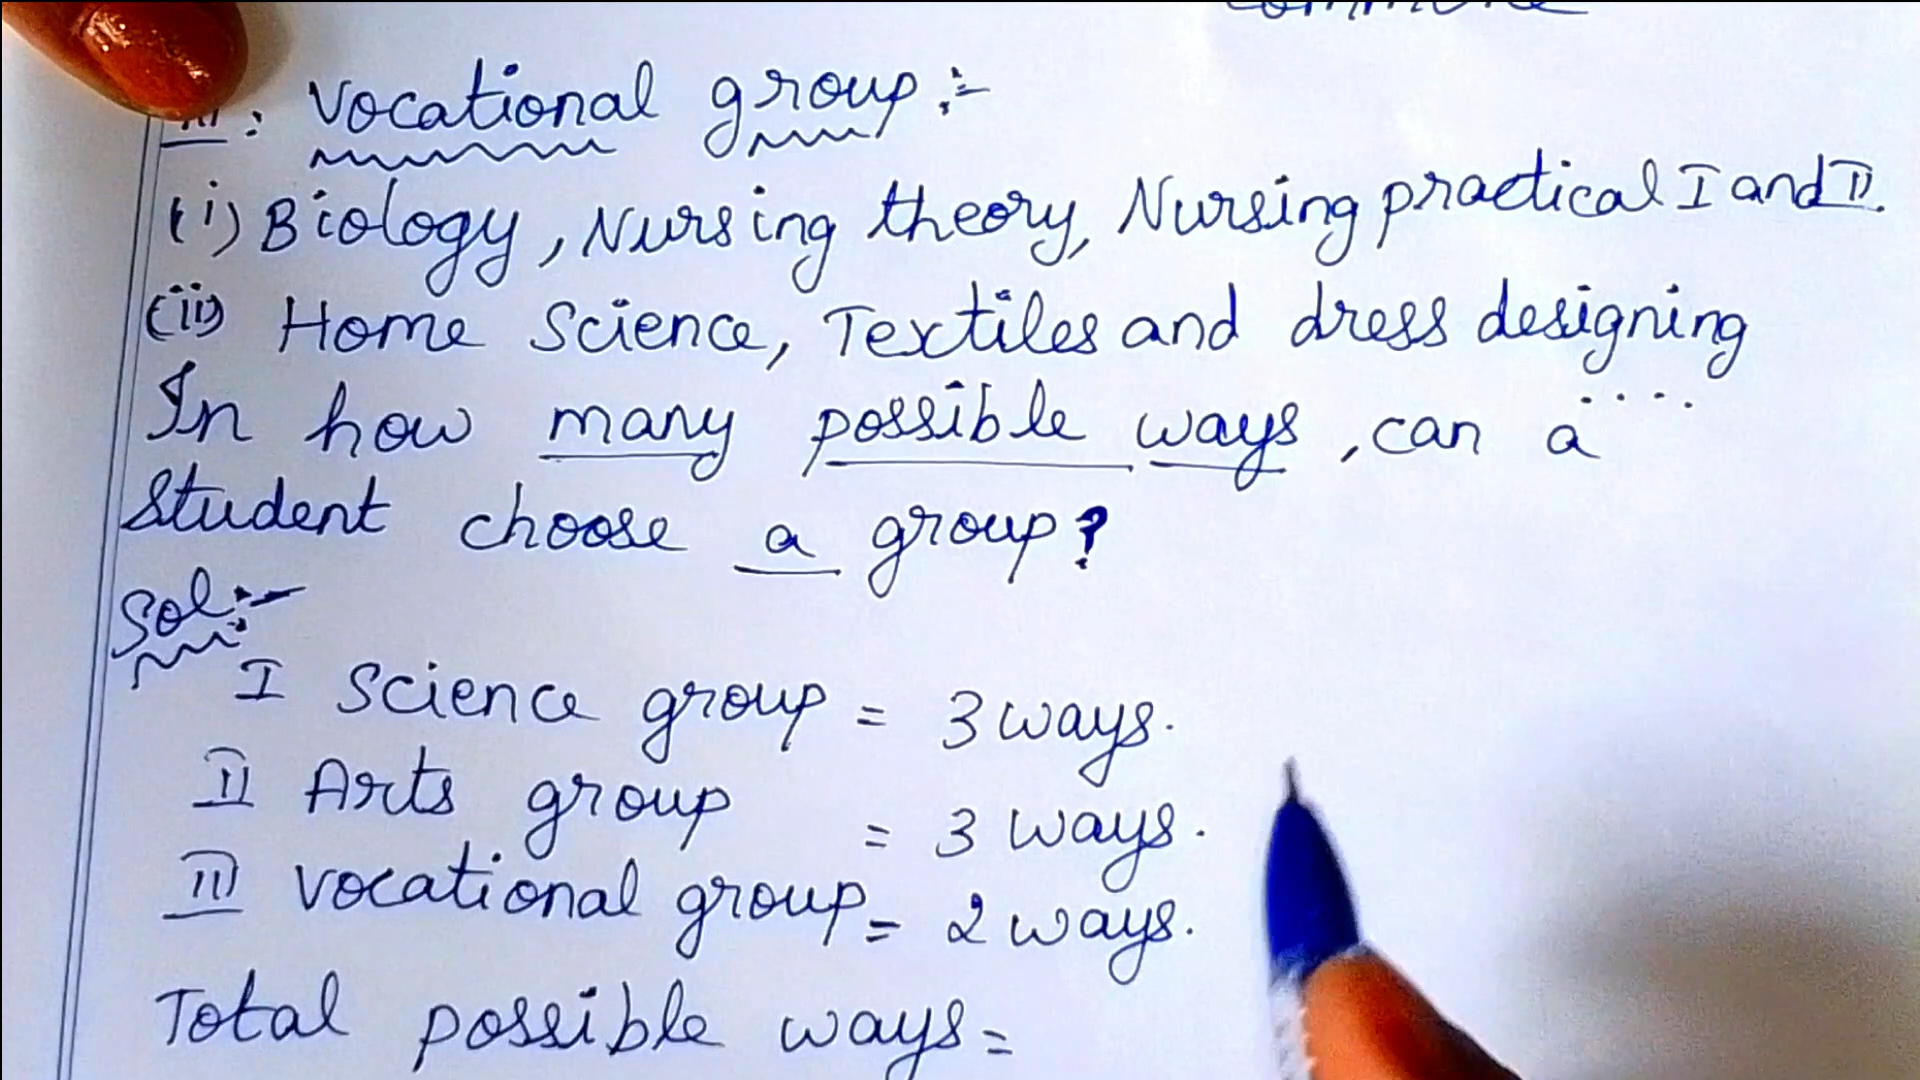 III: Vocational group:-
(i) Biology, Nursing theory, Nursing practical I and II.
(ii) Home Science, Textiles and dress designing
In how many possible ways, can a
Student choose a group?
Sol:-
I Science group = 3 ways.
II Arts group = 3 ways.
III Vocational group = 2 ways.
Total possible ways =